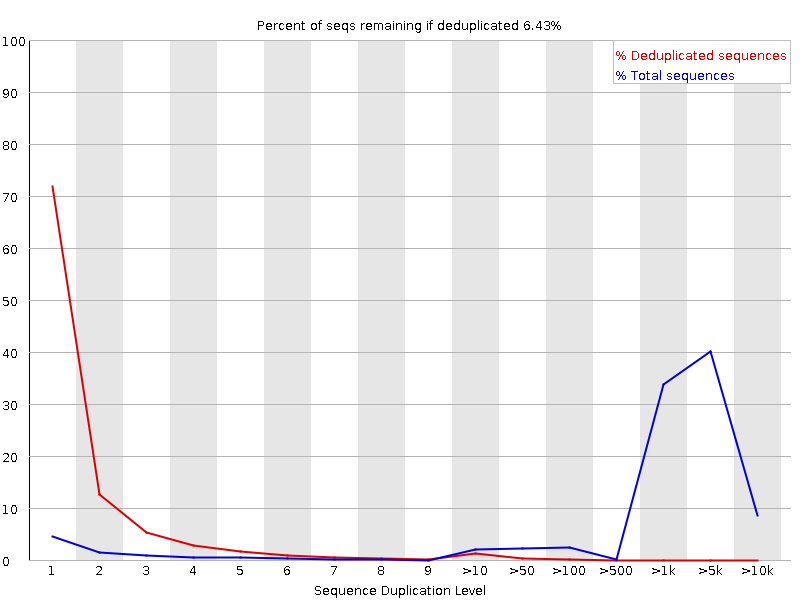 Percent of seqs remaining if deduplicated 6.43%
% Deduplicated sequences
% Total sequences
100
90
80
70
60
50
40
30
20
10
0
1 2 3 4 5 6 7 8 9 >10 >50 >100 >500 >1k >5k >10k
Sequence Duplication Level